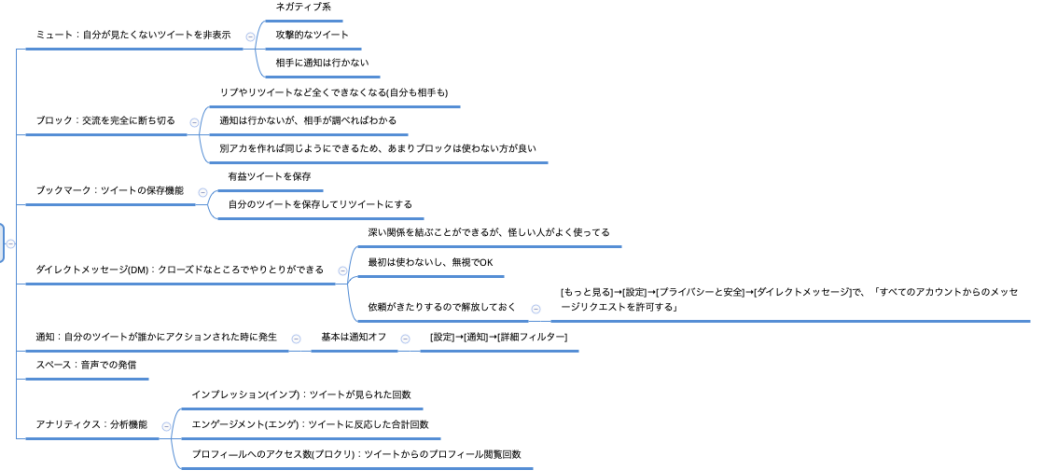 ミュート：自分が見たくないツイートを非表示
ネガティブ系
攻撃的なツイート
相手に通知は行かない
ブロック：交流を完全に断ち切る
リプやリツイートなど全くできなくなる(自分も相手も)
通知は行かないが、相手が調べればわかる
別アカを作れば同じようにできるため、あまりブロックは使わない方が良い
ブックマーク：ツイートの保存機能
有益ツイートを保存
自分のツイートを保存してリツイートにする
ダイレクトメッセージ(DM)：クローズドなところでやりとりができる
深い関係を結ぶことができるが、怪しい人がよく使ってる
最初は使わないし、無視でOK
依頼がきたりするので解放しておく
[もっと見る]→[設定]→[プライバシーと安全]→[ダイレクトメッセージ]で、「すべてのアカウントからのメッセ
ージリクエストを許可する」
通知：自分のツイートが誰かにアクションされた時に発生
基本は通知オフ
[設定]→[通知]→[詳細フィルター]
スペース：音声での発信
アナリティクス：分析機能
インプレッション(インプ)：ツイートが見られた回数
エンゲージメント(エンゲ)：ツイートに反応した合計回数
プロフィールへのアクセス数(プロクリ)：ツイートからのプロフィール閲覧回数